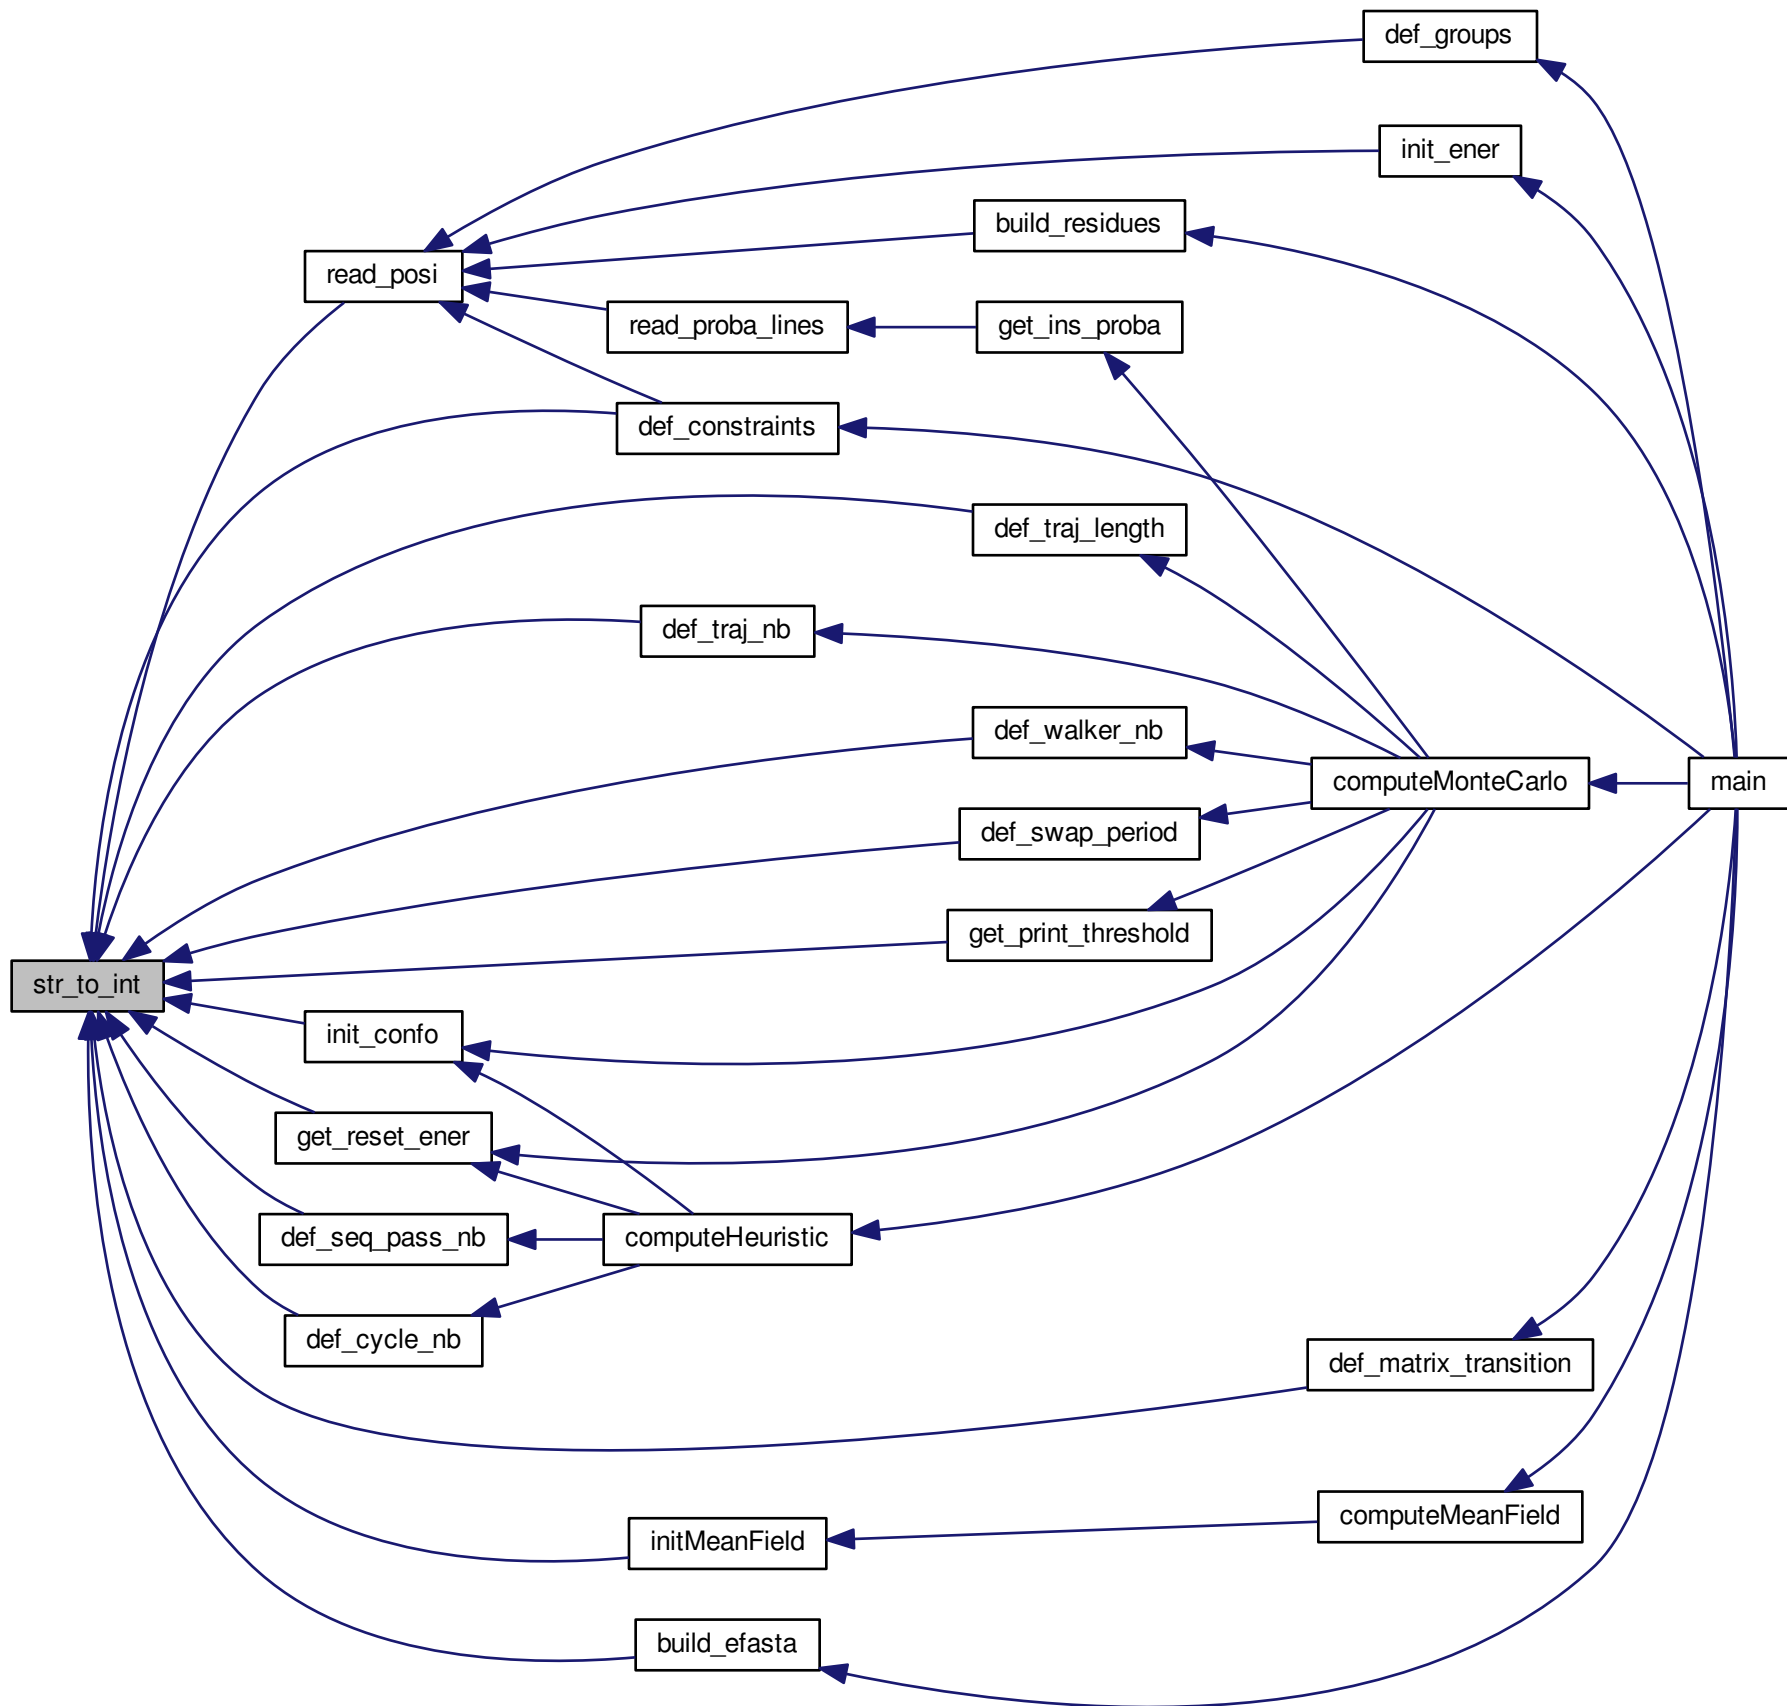 def_groups
init_ener
build_residues
read_posi
read_proba_lines
get_ins_proba
def_constraints
def_traj_length
def_traj_nb
def_walker_nb
computeMonteCarlo
main
def_swap_period
get_print_threshold
str_to_int
init_confo
get_reset_ener
def_seq_pass_nb
computeHeuristic
def_cycle_nb
def_matrix_transition
computeMeanField
initMeanField
build_efasta